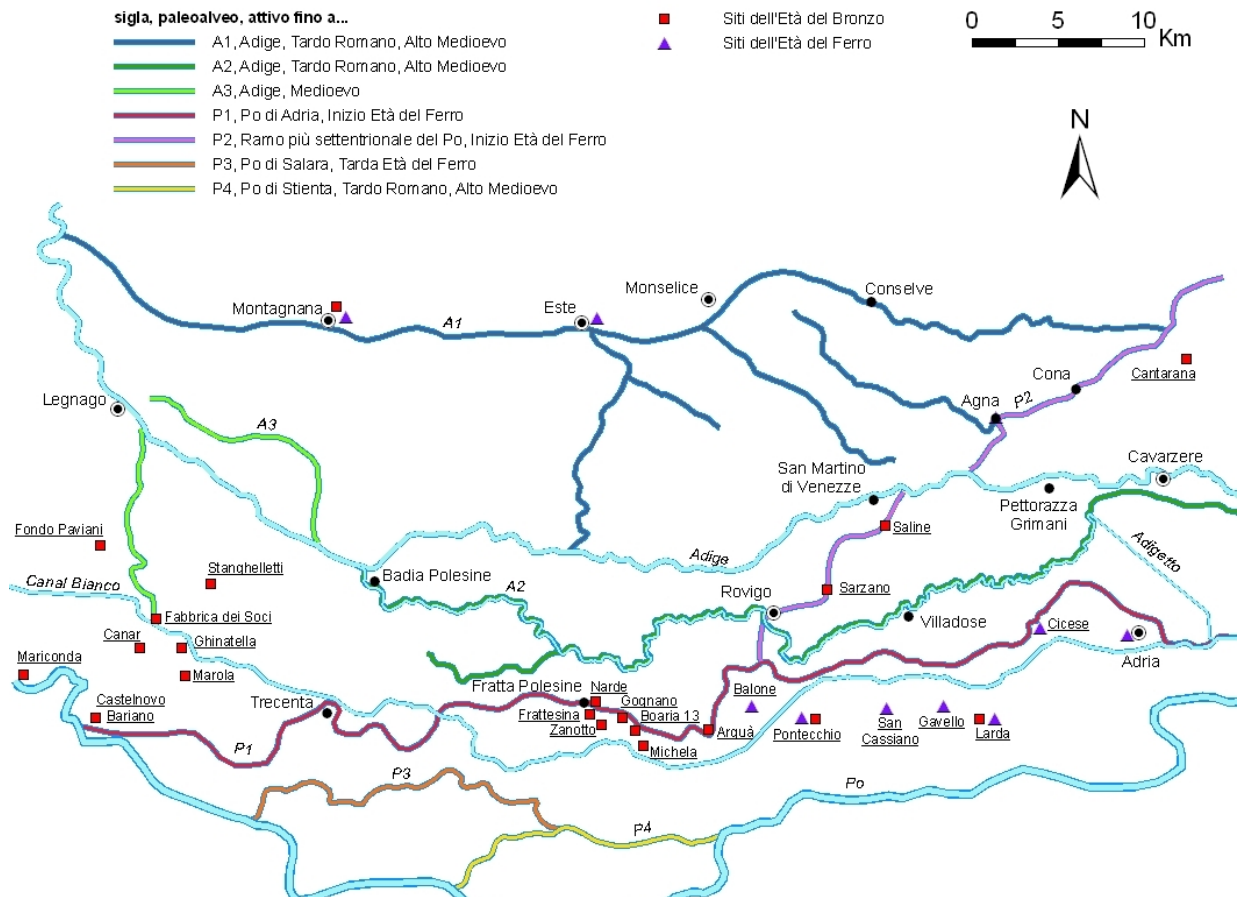 sigla, paleoalveo, attivo fino a...
A1, Adige, Tardo Romano, Alto Medioevo
A2, Adige, Tardo Romano, Alto Medioevo
A3, Adige, Medioevo
P1, Po di Adria, Inizio Età del Ferro
P2, Ramo più settentrionale del Po, Inizio Età del Ferro
P3, Po di Salara, Tarda Età del Ferro
P4, Po di Stienta, Tardo Romano, Alto Medioevo
Siti dell'Età del Bronzo
Siti dell'Età del Ferro
0 5 10
Km
N
Monselice
Conselve
Montagnana
Este
A1
Cona
Cantarana
Legnago
Agna
P2
A3
San Martino
di Venezze
Cavarzere
Pettorazza
Grimani
Fondo Paviani
Saline
Adige
Adigetto
Stanghelletti
Canal Bianco
Badia Polesine
A2
Sarzano
Rovigo
Fabbrica dei Soci
Villadose
Cicese
Canar
Ghinatella
Adria
Mariconda
Marola
Fratta Polesine
Narde
Balone
Castelnovo
Bariano
Trecenta
Gognano
Frattesina
Boaria 13
Zanotto
Arquà
Pontecchio
San
Cassiano
Gavello
Larda
P1
Michela
P3
Po
P4